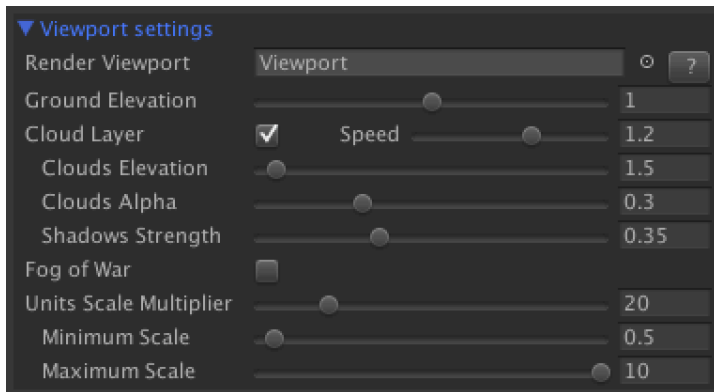 ▼ Viewport settings
Render Viewport Viewport ?
Ground Elevation 1
Cloud Layer Speed 1.2
Clouds Elevation 1.5
Clouds Alpha 0.3
Shadows Strength 0.35
Fog of War
Units Scale Multiplier 20
Minimum Scale 0.5
Maximum Scale 10